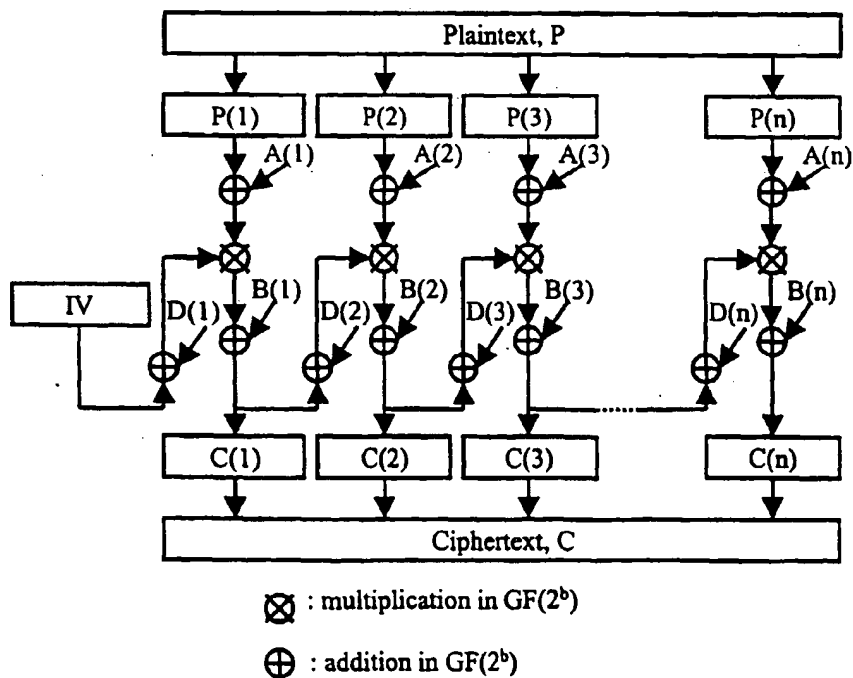 Plaintext, P
P(1) P(2) P(3) P(n)
A(1) A(2) A(3) A(n)
IV D(1) B(1) D(2) B(2) D(3) B(3) D(n) B(n)
C(1) C(2) C(3) C(n)
Ciphertext, C
⊗ : multiplication in GF(2ᵇ)
⊕ : addition in GF(2ᵇ)